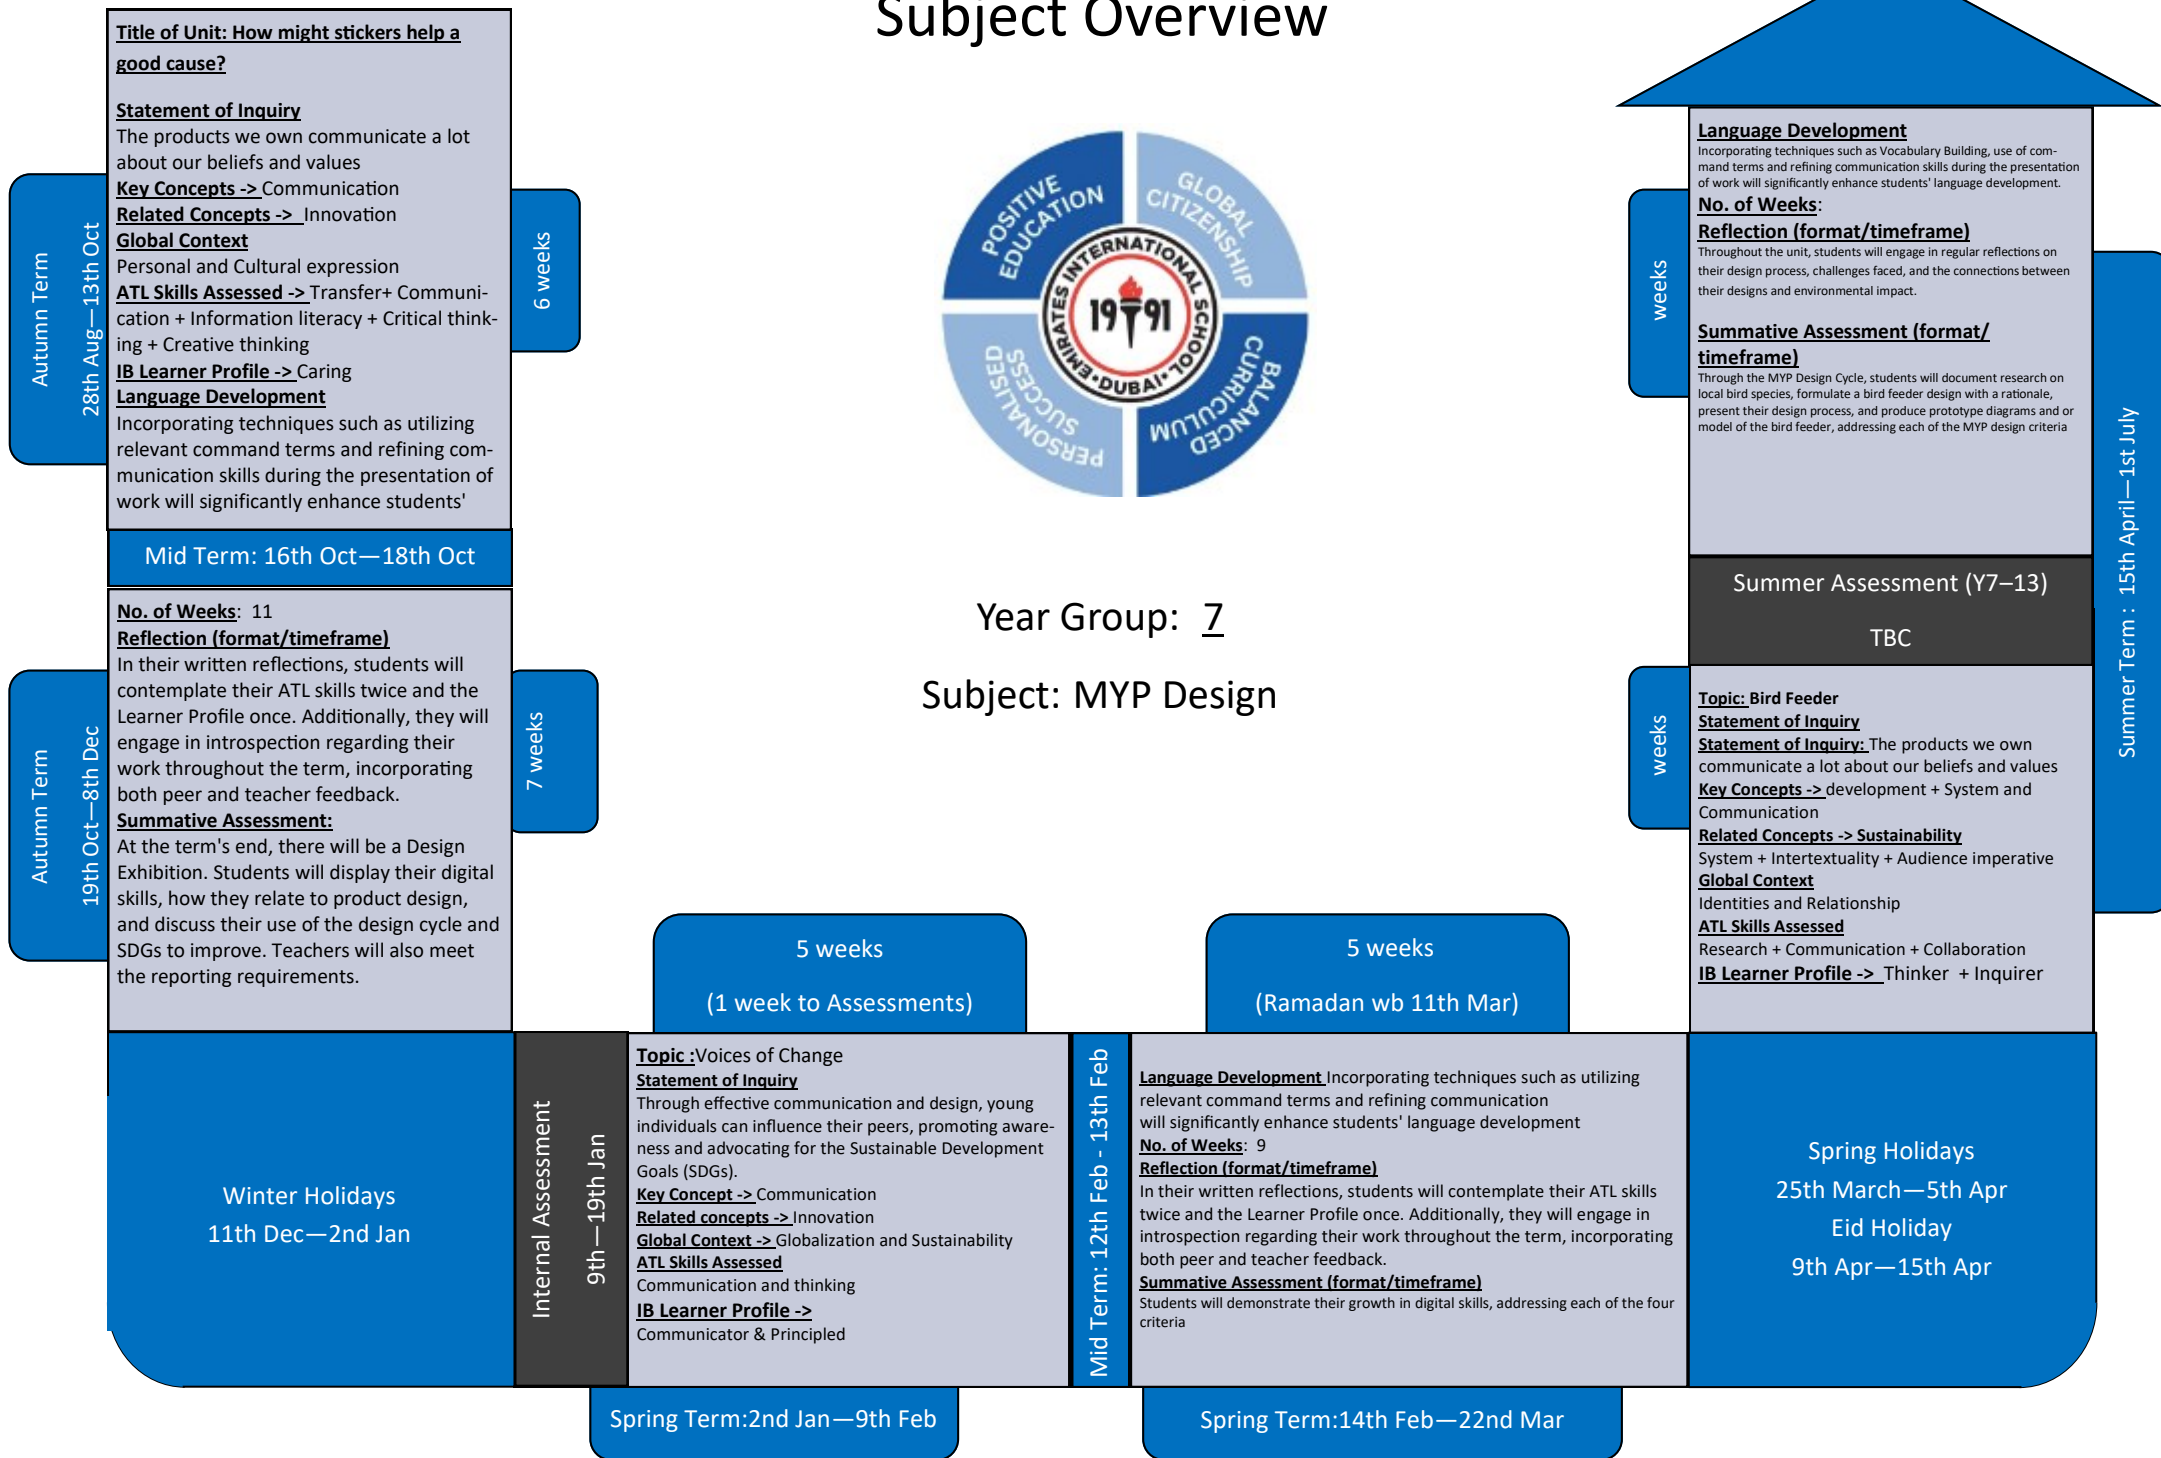 Subject Overview
Title of Unit: How might stickers help a
good cause?
Statement of Inquiry
The products we own communicate a lot
about our beliefs and values
Key Concepts -> Communication
Related Concepts -> Innovation
Global Context
Personal and Cultural expression
ATL Skills Assessed -> Transfer+ Communi-
cation + Information literacy + Critical think-
ing + Creative thinking
IB Learner Profile -> Caring
Language Development
Incorporating techniques such as utilizing
relevant command terms and refining com-
munication skills during the presentation of
work will significantly enhance students'
Autumn Term
28th Aug—13th Oct
6 weeks
Mid Term: 16th Oct—18th Oct
No. of Weeks: 11
Reflection (format/timeframe)
In their written reflections, students will
contemplate their ATL skills twice and the
Learner Profile once. Additionally, they will
engage in introspection regarding their
work throughout the term, incorporating
both peer and teacher feedback.
Summative Assessment:
At the term's end, there will be a Design
Exhibition. Students will display their digital
skills, how they relate to product design,
and discuss their use of the design cycle and
SDGs to improve. Teachers will also meet
the reporting requirements.
Autumn Term
19th Oct—8th Dec
7 weeks
Winter Holidays
11th Dec—2nd Jan
POSITIVE
EDUCATION
GLOBAL
CITIZENSHIP
PERSONALISED
SUCCESS
BALANCED
CURRICULUM
EMIRATES INTERNATIONAL SCHOOL
•DUBAI•
19 91
Year Group: 7
Subject: MYP Design
Internal Assessment
9th—19th Jan
5 weeks
(1 week to Assessments)
Topic :Voices of Change
Statement of Inquiry
Through effective communication and design, young
individuals can influence their peers, promoting aware-
ness and advocating for the Sustainable Development
Goals (SDGs).
Key Concept -> Communication
Related concepts -> Innovation
Global Context -> Globalization and Sustainability
ATL Skills Assessed
Communication and thinking
IB Learner Profile ->
Communicator & Principled
Spring Term:2nd Jan—9th Feb
Mid Term: 12th Feb - 13th Feb
5 weeks
(Ramadan wb 11th Mar)
Language Development Incorporating techniques such as utilizing
relevant command terms and refining communication
will significantly enhance students' language development
No. of Weeks: 9
Reflection (format/timeframe)
In their written reflections, students will contemplate their ATL skills
twice and the Learner Profile once. Additionally, they will engage in
introspection regarding their work throughout the term, incorporating
both peer and teacher feedback.
Summative Assessment (format/timeframe)
Students will demonstrate their growth in digital skills, addressing each of the four
criteria
Spring Term:14th Feb—22nd Mar
Spring Holidays
25th March—5th Apr
Eid Holiday
9th Apr—15th Apr
Topic: Bird Feeder
Statement of Inquiry
Statement of Inquiry: The products we own
communicate a lot about our beliefs and values
Key Concepts -> development + System and
Communication
Related Concepts -> Sustainability
System + Intertextuality + Audience imperative
Global Context
Identities and Relationship
ATL Skills Assessed
Research + Communication + Collaboration
IB Learner Profile -> Thinker + Inquirer
weeks
Summer Assessment (Y7–13)
TBC
Summer Term : 15th April—1st July
Language Development
Incorporating techniques such as Vocabulary Building, use of com-
mand terms and refining communication skills during the presentation
of work will significantly enhance students' language development.
No. of Weeks:
Reflection (format/timeframe)
Throughout the unit, students will engage in regular reflections on
their design process, challenges faced, and the connections between
their designs and environmental impact.
Summative Assessment (format/
timeframe)
Through the MYP Design Cycle, students will document research on
local bird species, formulate a bird feeder design with a rationale,
present their design process, and produce prototype diagrams and or
model of the bird feeder, addressing each of the MYP design criteria
weeks